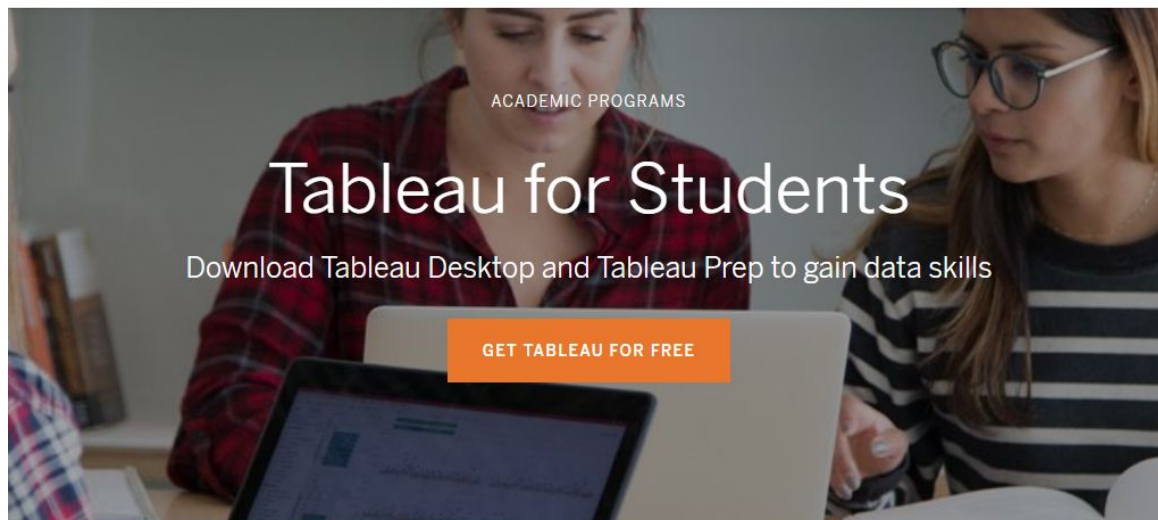 ACADEMIC PROGRAMS
Tableau for Students
Download Tableau Desktop and Tableau Prep to gain data skills
GET TABLEAU FOR FREE